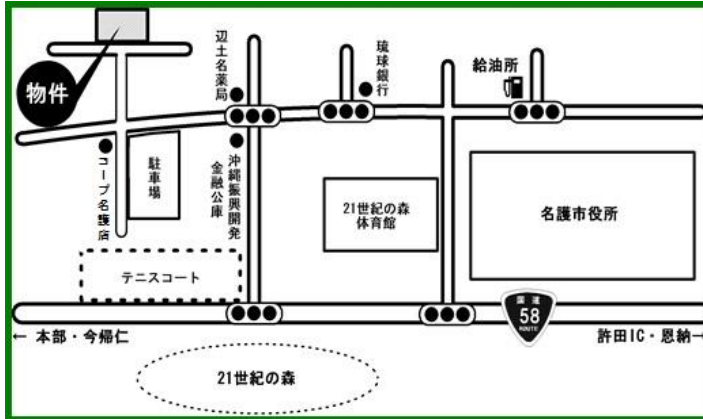 物件
辺土名薬局
琉球銀行
給油所
コープ名護店
駐車場
沖縄振興開発
金融公庫
21世紀の森
体育館
名護市役所
テニスコート
国道
58
ROUTE
← 本部・今帰仁
許田IC・恩納→
21世紀の森